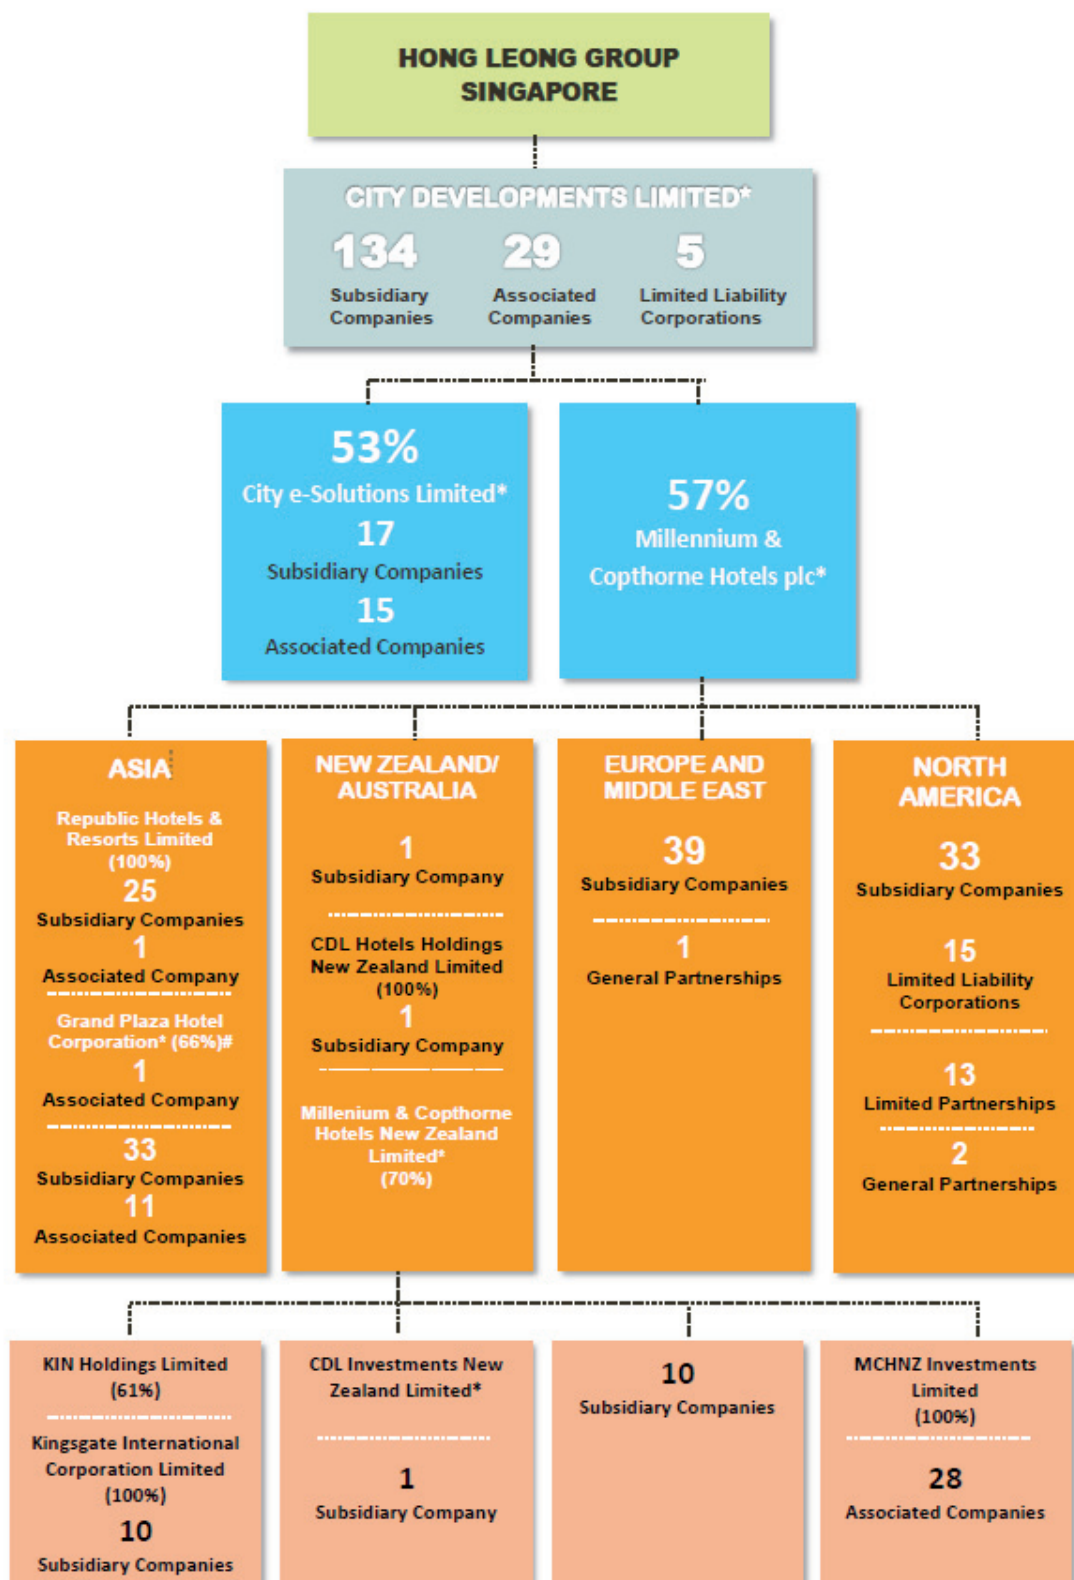 HONG LEONG GROUP
SINGAPORE
CITY DEVELOPMENTS LIMITED*
134 29 5
Subsidiary Associated Limited Liability
Companies Companies Corporations
53%
City e-Solutions Limited*
17
Subsidiary Companies
15
Associated Companies
57%
Millennium &
Copthorne Hotels plc*
ASIA
Republic Hotels &
Resorts Limited
(100%)
25
Subsidiary Companies
1
Associated Company
Grand Plaza Hotel
Corporation* (66%)#
1
Associated Company
33
Subsidiary Companies
11
Associated Companies
NEW ZEALAND/
AUSTRALIA
1
Subsidiary Company
CDL Hotels Holdings
New Zealand Limited
(100%)
1
Subsidiary Company
Millenium & Copthorne
Hotels New Zealand
Limited*
(70%)
EUROPE AND
MIDDLE EAST
39
Subsidiary Companies
1
General Partnerships
NORTH
AMERICA
33
Subsidiary Companies
15
Limited Liability
Corporations
13
Limited Partnerships
2
General Partnerships
KIN Holdings Limited
(61%)
Kingsgate International
Corporation Limited
(100%)
10
Subsidiary Companies
CDL Investments New
Zealand Limited*
1
Subsidiary Company
10
Subsidiary Companies
MCHNZ Investments
Limited
(100%)
28
Associated Companies